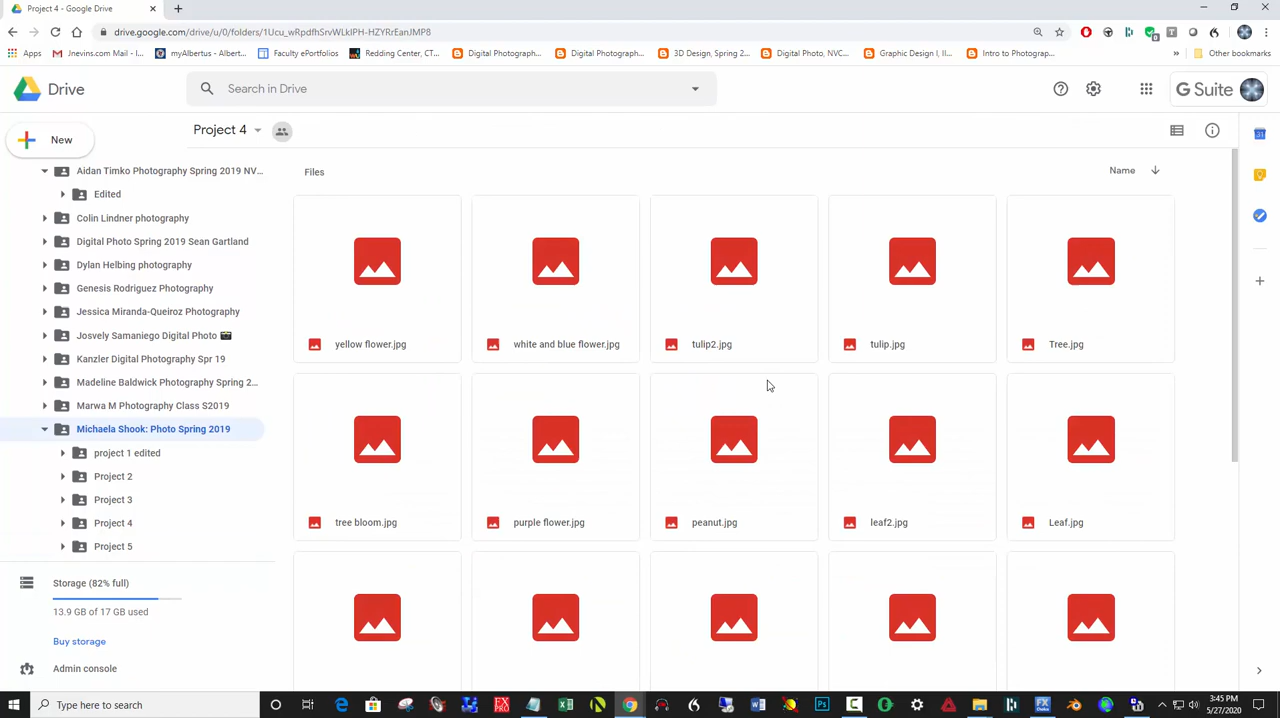 Project 4 - Google Drive
drive.google.com/drive/u/0/folders/1Ucu_wRpdfhSrvWLkIPH-HZYRrEanJMP8
Apps
Jnevins.com Mail - I...
myAlbertus - Albert...
Faculty ePortfolios
Redding Center, CT...
Digital Photograph...
Digital Photograph...
3D Design, Spring 2...
Digital Photo, NVC...
Graphic Design I, II...
Intro to Photograp...
»
Other bookmarks
Drive
Search in Drive
G Suite
New
Project 4
Files
Name
Aidan Timko Photography Spring 2019 NV...
Edited
Colin Lindner photography
Digital Photo Spring 2019 Sean Gartland
Dylan Helbing photography
Genesis Rodriguez Photography
Jessica Miranda-Queiroz Photography
Josvely Samaniego Digital Photo 📸
Kanzler Digital Photography Spr 19
Madeline Baldwick Photography Spring 2...
Marwa M Photography Class S2019
Michaela Shook: Photo Spring 2019
project 1 edited
Project 2
Project 3
Project 4
Project 5
Storage (82% full)
13.9 GB of 17 GB used
Buy storage
Admin console
yellow flower.jpg
white and blue flower.jpg
tulip2.jpg
tulip.jpg
Tree.jpg
tree bloom.jpg
purple flower.jpg
peanut.jpg
leaf2.jpg
Leaf.jpg
Type here to search
3:45 PM
5/27/2020